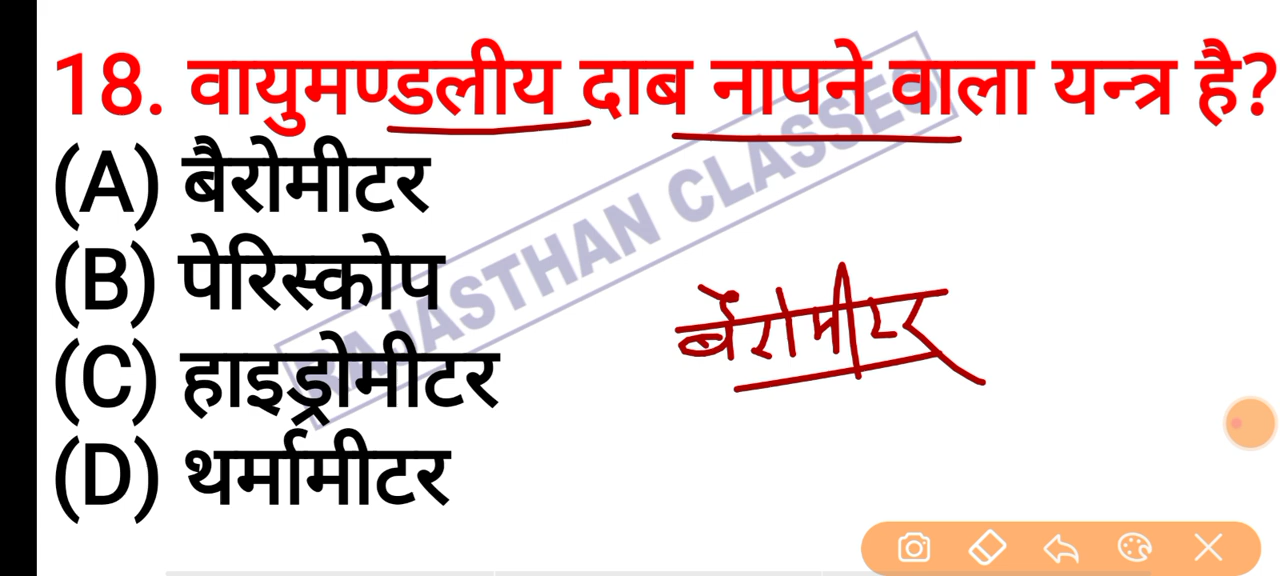 18. वायुमण्डलीय दाब नापने वाला यन्त्र है?
(A) बैरोमीटर
(B) पेरिस्कोप
(C) हाइड्रोमीटर
(D) थर्मामीटर
बैरोमीटर
RAJASTHAN CLASSES